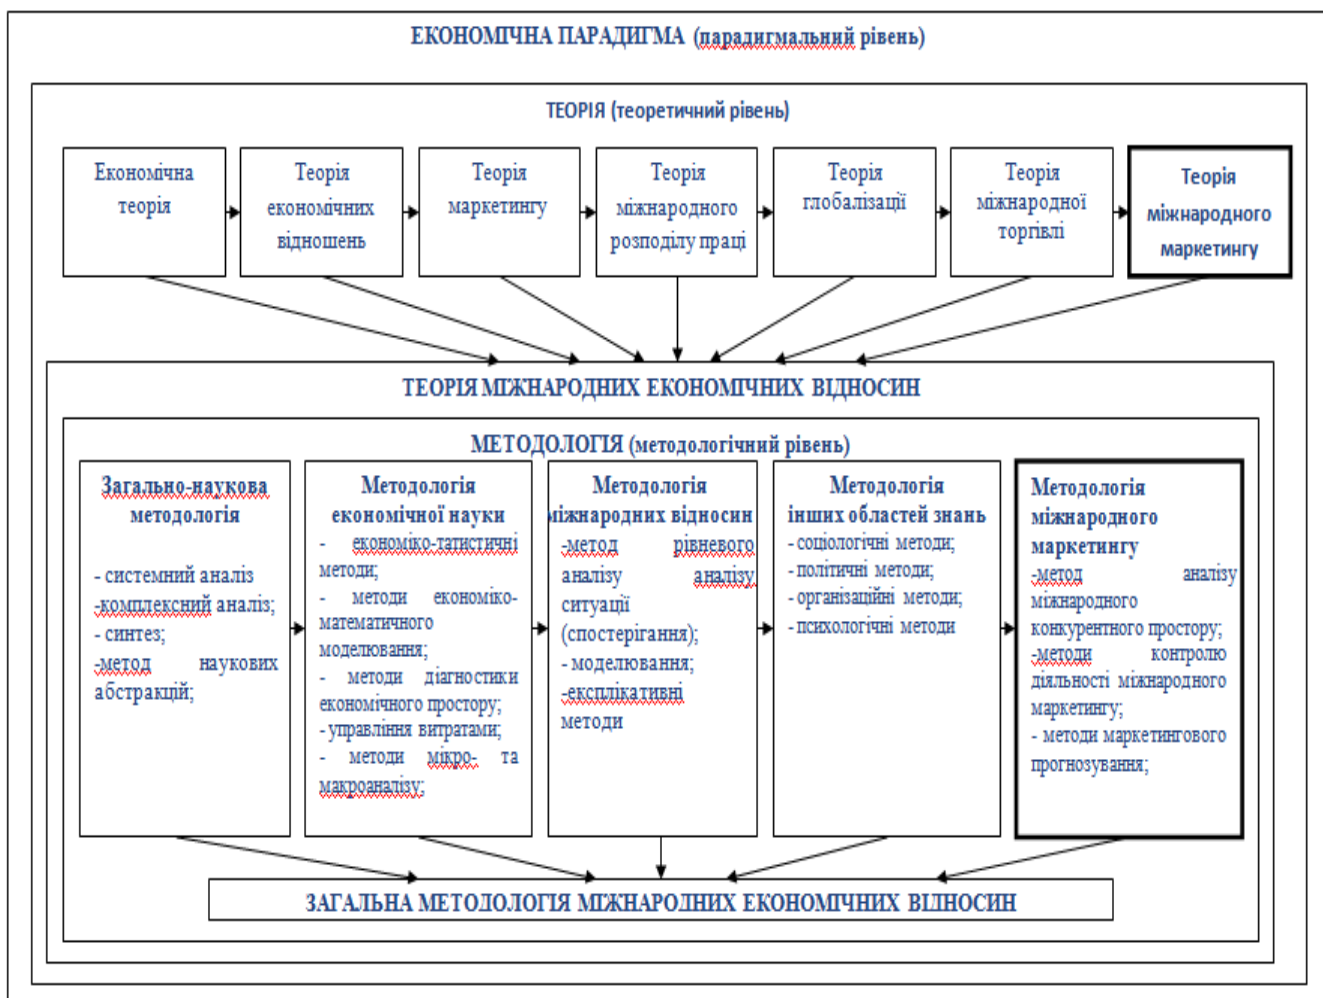 ЕКОНОМІЧНА ПАРАДИГМА (парадигмальний рівень)
ТЕОРІЯ (теоретичний рівень)
Економічна
теорія
Теорія
економічних
відношень
Теорія
маркетингу
Теорія
міжнародного
розподілу праці
Теорія
глобалізації
Теорія
міжнародної
торгівлі
Теорія
міжнародного
маркетингу
ТЕОРІЯ МІЖНАРОДНИХ ЕКОНОМІЧНИХ ВІДНОСИН
МЕТОДОЛОГІЯ (методологічний рівень)
Загально-наукова
методологія
- системний аналіз
-комплексний аналіз;
- синтез;
-метод наукових
абстракцій;
Методологія
економічної науки
- економіко-татистичні
методи;
- методи економіко-
математичного
моделювання;
- методи діагностики
економічного простору;
- управління витратами;
- методи мікро- та
макроаналізу;
Методологія
міжнародних відносин
-метод рівневого
аналізу аналізу
ситуації
(спостерігання);
- моделювання;
-експлікативні
методи
Методологія
інших областей знань
- соціологічні методи;
- політичні методи;
- організаційні методи;
- психологічні методи
Методологія
міжнародного
маркетингу
-метод аналізу
міжнародного
конкурентного простору;
-методи контролю
діяльності міжнародного
маркетингу;
- методи маркетингового
прогнозування;
ЗАГАЛЬНА МЕТОДОЛОГІЯ МІЖНАРОДНИХ ЕКОНОМІЧНИХ ВІДНОСИН